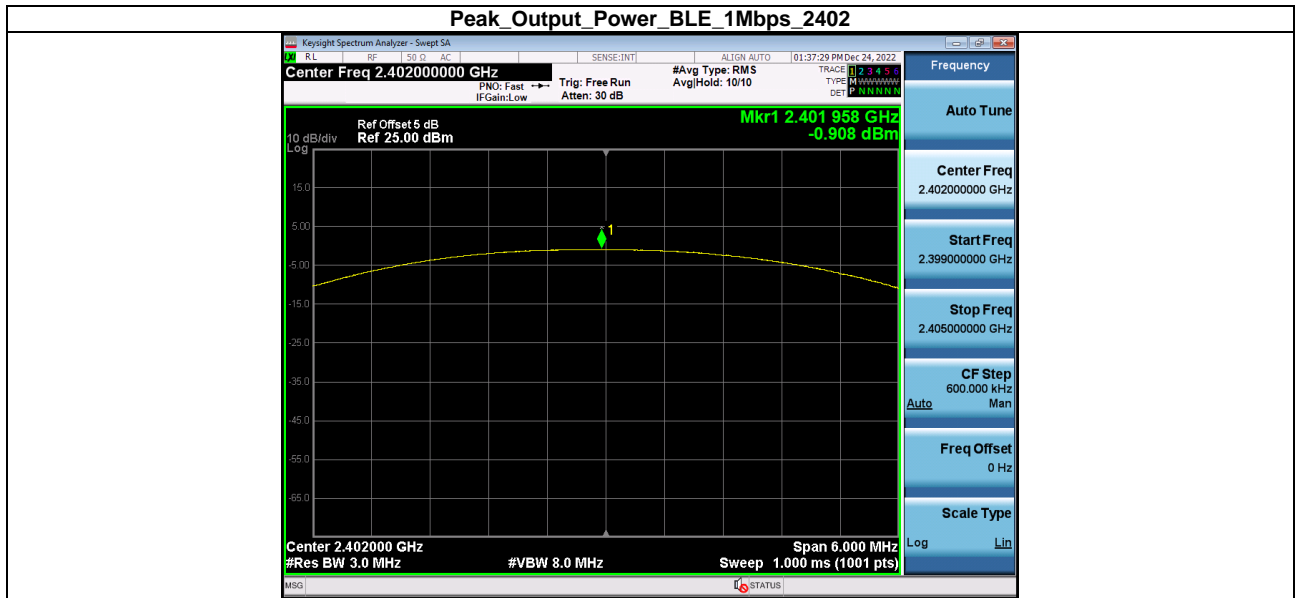 Peak_Output_Power_BLE_1Mbps_2402
Keysight Spectrum Analyzer - Swept SA
RL RF 50 Ω AC SENSE:INT ALIGN AUTO 01:37:29 PM Dec 24, 2022
Center Freq 2.402000000 GHz
PNO: Fast
IFGain:Low
Trig: Free Run
Atten: 30 dB
#Avg Type: RMS
Avg|Hold: 10/10
TRACE 1 2 3 4 5 6
TYPE M W W W W W
DET P N N N N N
Mkr1 2.401 958 GHz
-0.908 dBm
Ref Offset 5 dB
10 dB/div Ref 25.00 dBm
Log
15.0
5.00
-5.00
-15.0
-25.0
-35.0
-45.0
-55.0
-65.0
1
Center 2.402000 GHz Span 6.000 MHz
#Res BW 3.0 MHz #VBW 8.0 MHz Sweep 1.000 ms (1001 pts)
MSG STATUS
Frequency
Auto Tune
Center Freq
2.402000000 GHz
Start Freq
2.399000000 GHz
Stop Freq
2.405000000 GHz
CF Step
600.000 kHz
Auto Man
Freq Offset
0 Hz
Scale Type
Log Lin